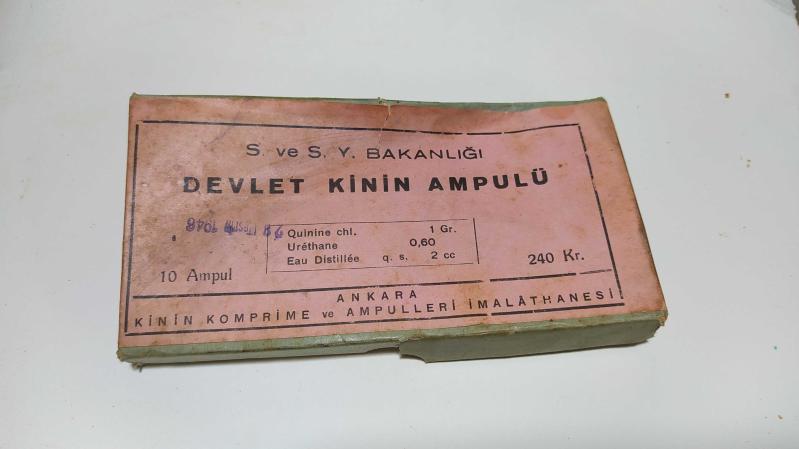 S. ve S. Y. BAKANLIĞI
DEVLET KİNİN AMPULÜ
Quinine chl. 1 Gr.
Uréthane 0,60
Eau Distillée q. s. 2 cc
10 Ampul
240 Kr.
ANKARA
KİNİN KOMPRİME ve AMPULLERİ İMALÂTHANESİ.